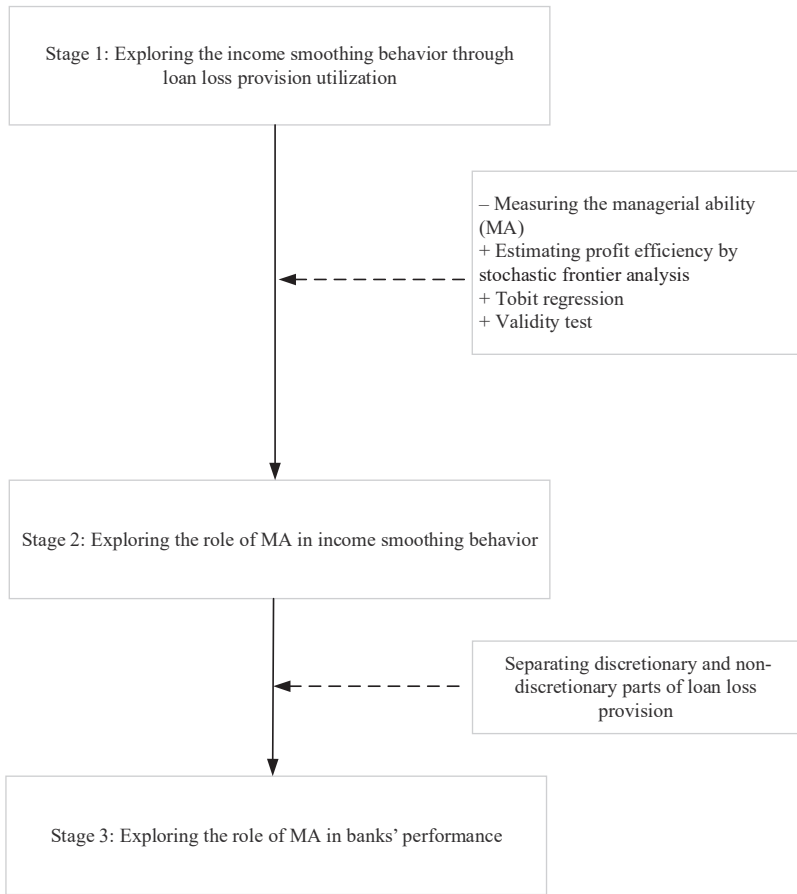 Stage 1: Exploring the income smoothing behavior through
loan loss provision utilization
– Measuring the managerial ability
(MA)
+ Estimating profit efficiency by
stochastic frontier analysis
+ Tobit regression
+ Validity test
Stage 2: Exploring the role of MA in income smoothing behavior
Separating discretionary and non-
discretionary parts of loan loss
provision
Stage 3: Exploring the role of MA in banks’ performance